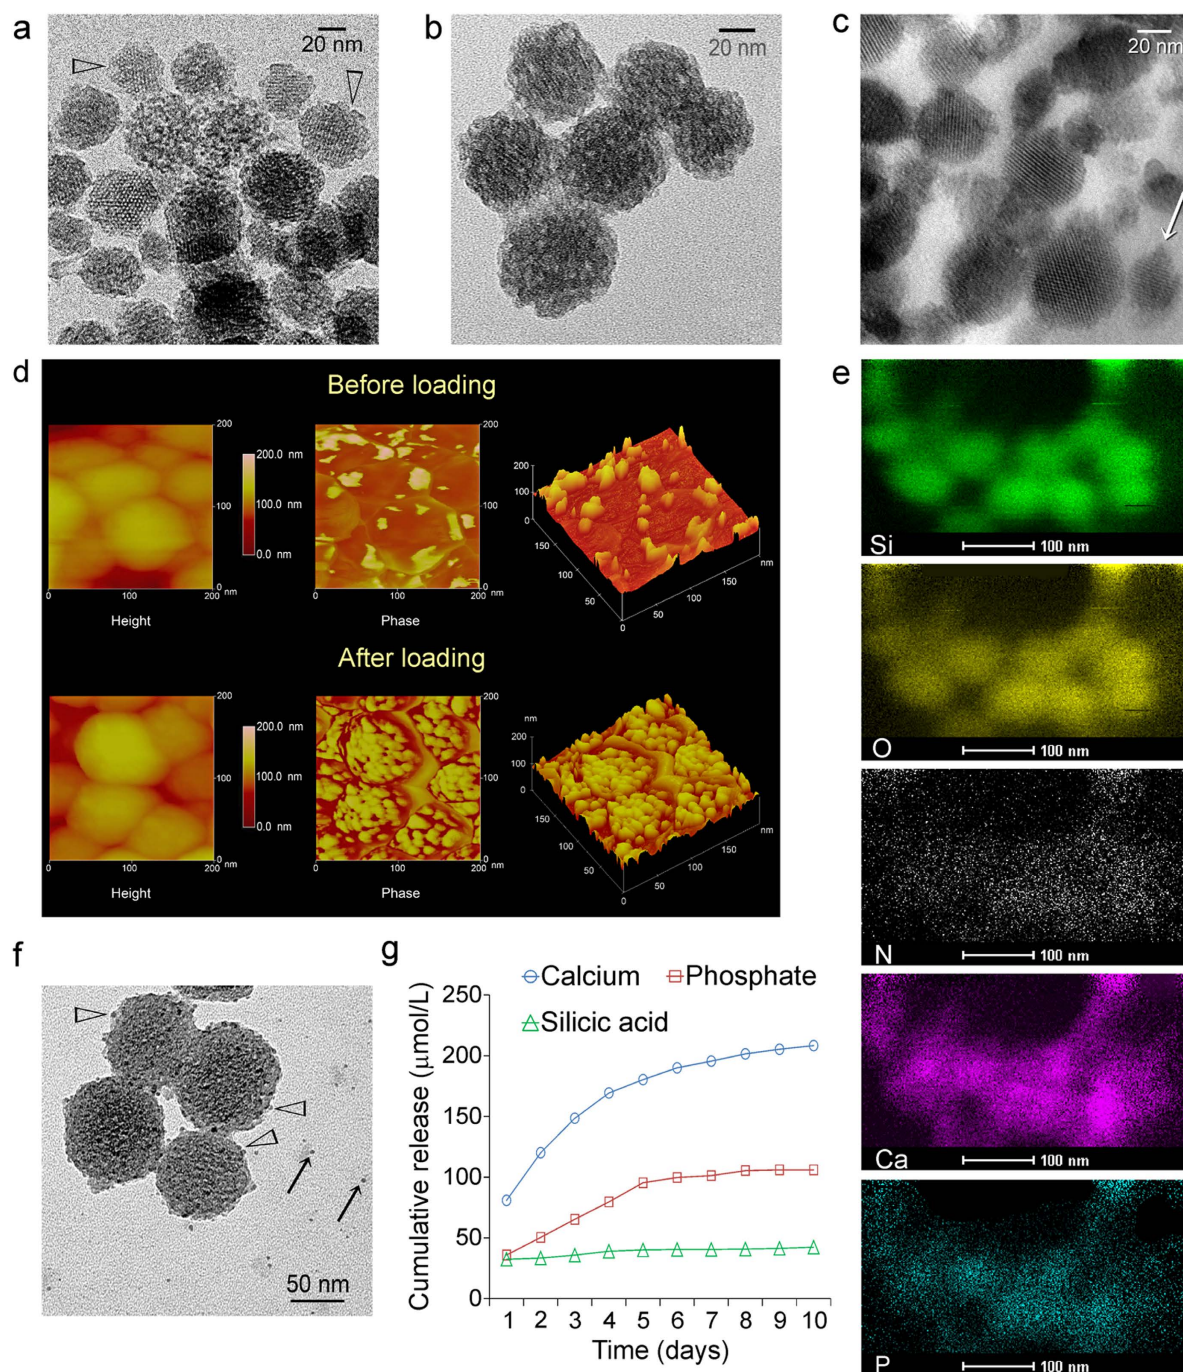 a
20 nm
b
20 nm
c
20 nm
d
Before loading
200
200.0 nm
100
100.0 nm
0.0 nm
0
0
100
200
nm
Height
200
100
0
0
100
200
nm
Phase
200
100
0
150
100
50
0
50
100
150
nm
After loading
200
200.0 nm
100
100.0 nm
0.0 nm
0
0
100
200
nm
Height
200
100
0
0
100
200
nm
Phase
nm
200
100
0
150
100
50
0
50
100
150
nm
e
Si
100 nm
O
100 nm
N
100 nm
Ca
100 nm
P
100 nm
f
50 nm
g
Calcium
Phosphate
Silicic acid
Cumulative release (μmol/L)
250
200
150
100
50
0
1 2 3 4 5 6 7 8 9 10
Time (days)